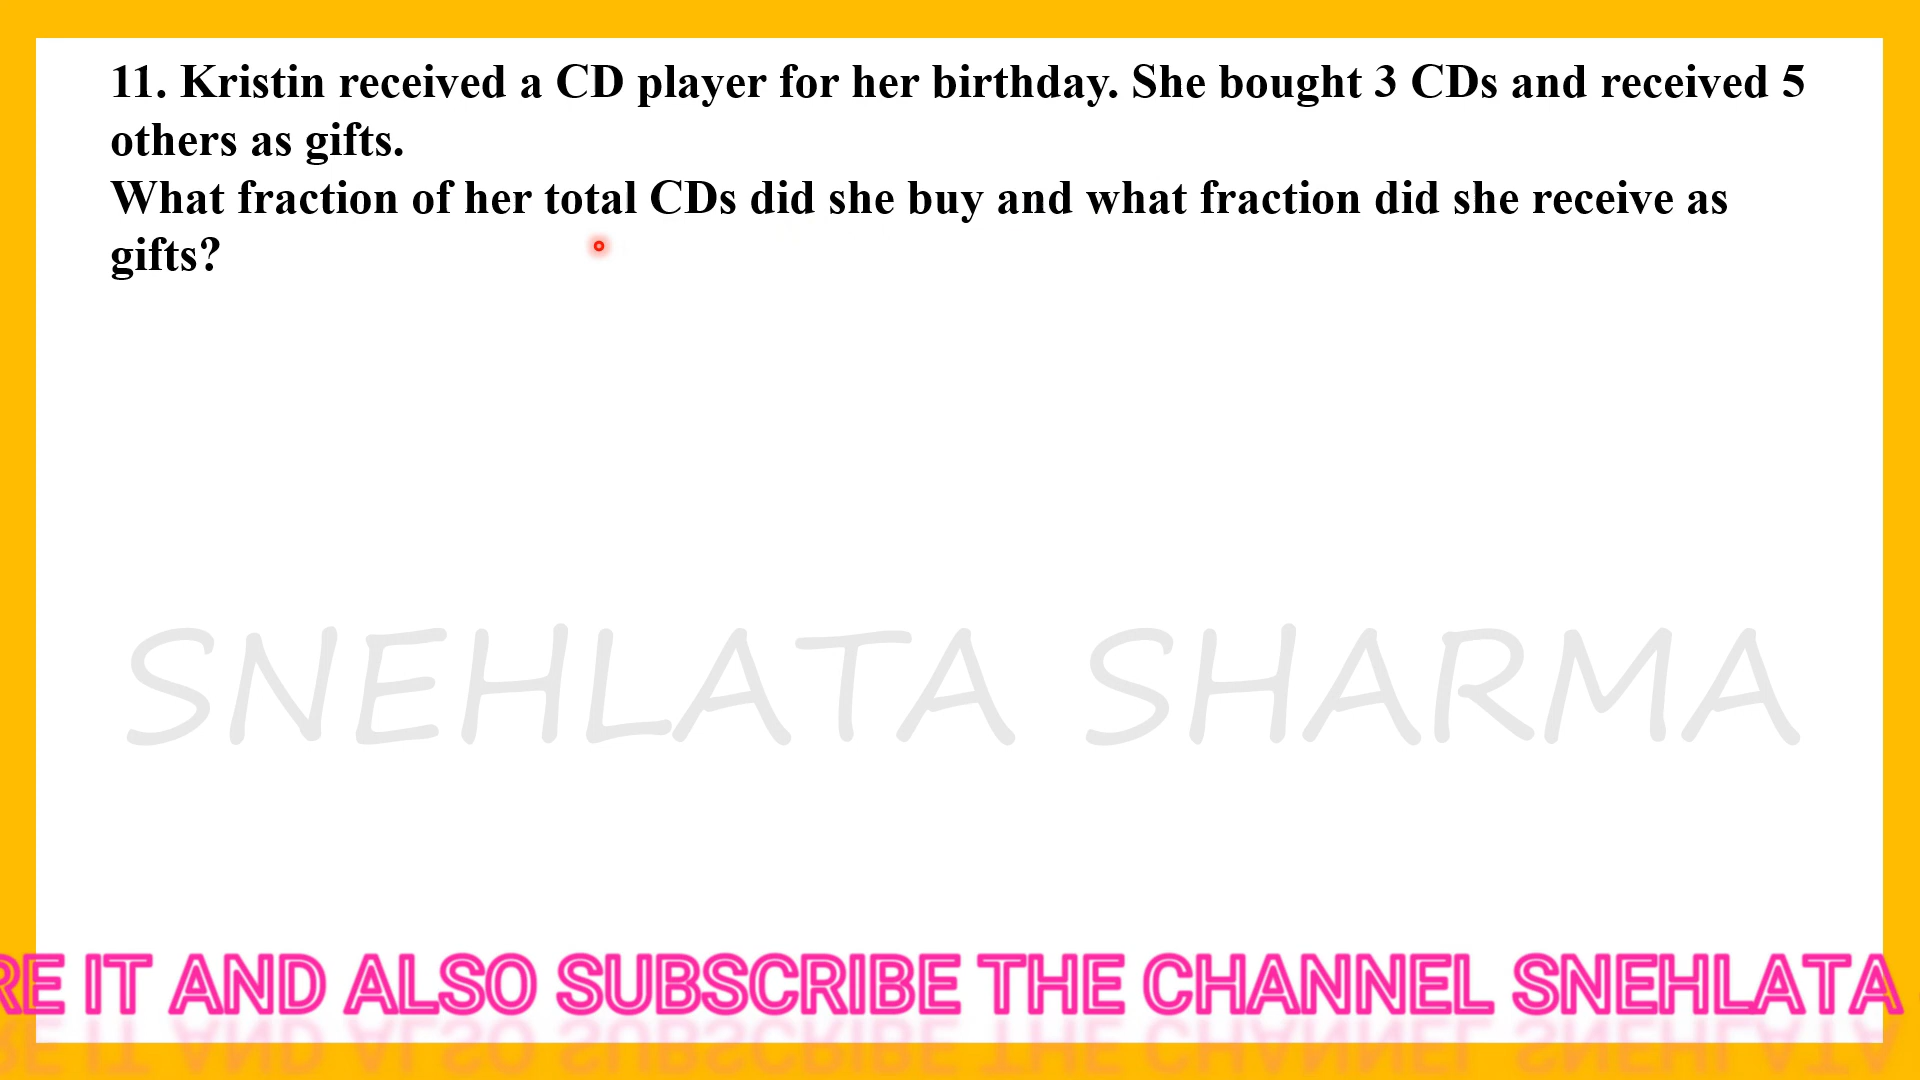 11. Kristin received a CD player for her birthday. She bought 3 CDs and received 5
others as gifts.
What fraction of her total CDs did she buy and what fraction did she receive as
gifts?
SNEHLATA SHARMA
RE IT AND ALSO SUBSCRIBE THE CHANNEL SNEHLATA